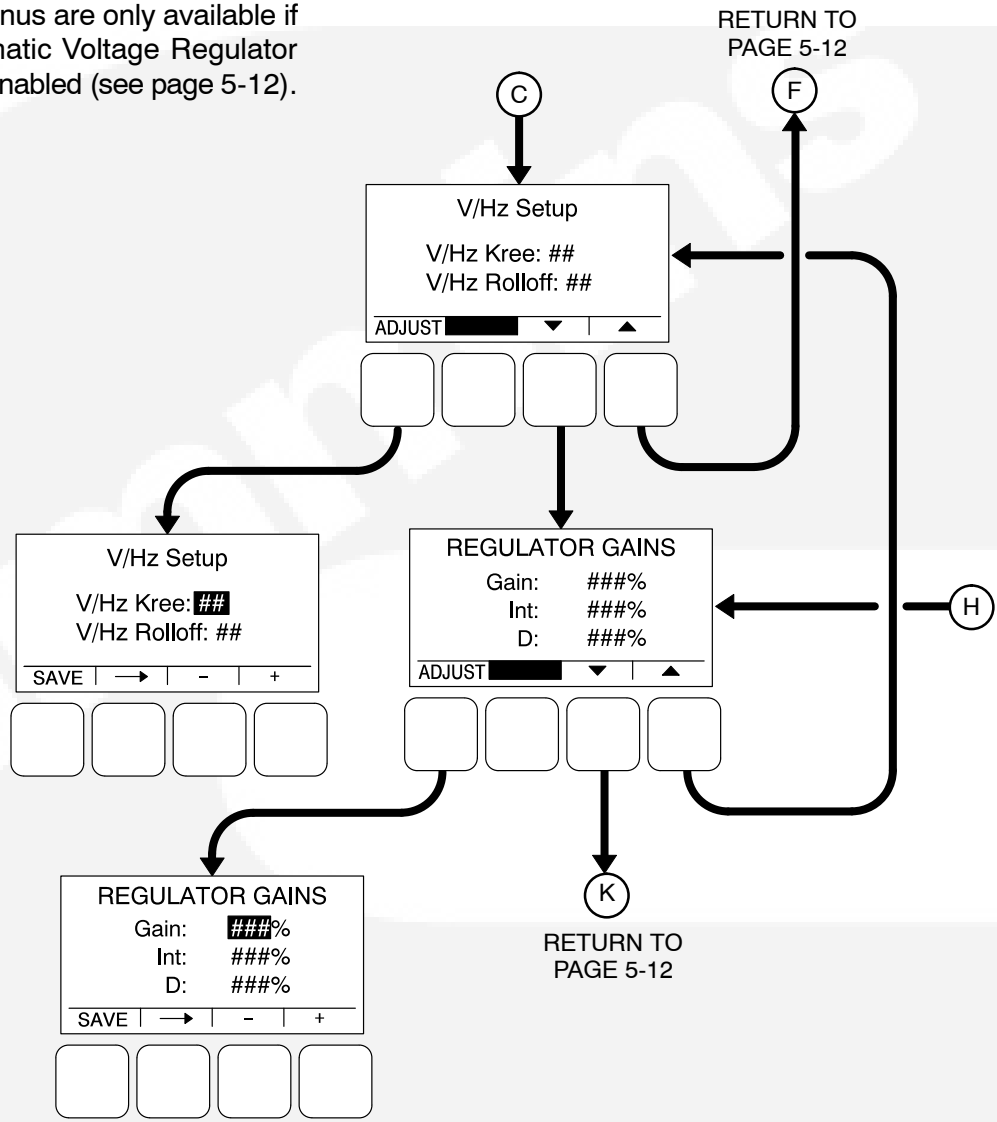 nus are only available if
matic Voltage Regulator
nabled (see page 5-12).
RETURN TO
PAGE 5-12
C
F
V/Hz Setup
V/Hz Kree: ##
V/Hz Rolloff: ##
ADJUST ▼ ▲
V/Hz Setup
V/Hz Kree: ##
V/Hz Rolloff: ##
SAVE → - +
REGULATOR GAINS
Gain: ###%
Int: ###%
D: ###%
ADJUST ▼ ▲
H
REGULATOR GAINS
Gain: ###%
Int: ###%
D: ###%
SAVE → - +
K
RETURN TO
PAGE 5-12